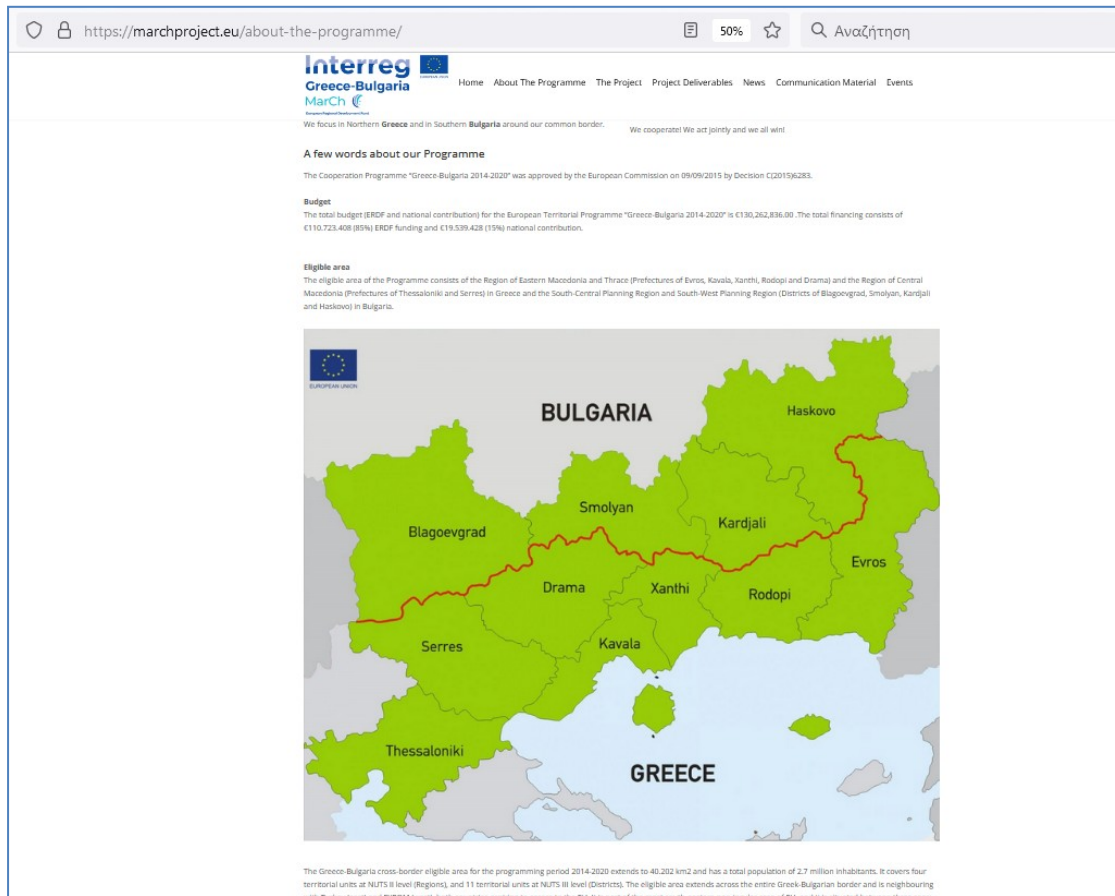 https://marchproject.eu/about-the-programme/
50%
Αναζήτηση
Interreg
EUROPEAN UNION
Greece-Bulgaria
MarCh
European Regional Development Fund
Home About The Programme The Project Project Deliverables News Communication Material Events
We focus in Northern Greece and in Southern Bulgaria around our common border.
We cooperate! We act jointly and we all win!
A few words about our Programme
The Cooperation Programme "Greece-Bulgaria 2014-2020" was approved by the European Commission on 09/09/2015 by Decision C(2015)6283.
Budget
The total budget (ERDF and national contribution) for the European Territorial Programme "Greece-Bulgaria 2014-2020" is €130,262,836.00 .The total financing consists of
€110.723.408 (85%) ERDF funding and €19.539.428 (15%) national contribution.
Eligible area
The eligible area of the Programme consists of the Region of Eastern Macedonia and Thrace (Prefectures of Evros, Kavala, Xanthi, Rodopi and Drama) and the Region of Central
Macedonia (Prefectures of Thessaloniki and Serres) in Greece and the South-Central Planning Region and South-West Planning Region (Districts of Blagoevgrad, Smolyan, Kardjali
and Haskovo) in Bulgaria.
EUROPEAN UNION
BULGARIA
Haskovo
Smolyan
Kardjali
Blagoevgrad
Evros
Drama
Xanthi
Rodopi
Serres
Kavala
Thessaloniki
GREECE
The Greece-Bulgaria cross-border eligible area for the programming period 2014-2020 extends to 40.202 km2 and has a total population of 2.7 million inhabitants. It covers four
territorial units at NUTS II level (Regions), and 11 territorial units at NUTS III level (Districts). The eligible area extends across the entire Greek-Bulgarian border and is neighbouring